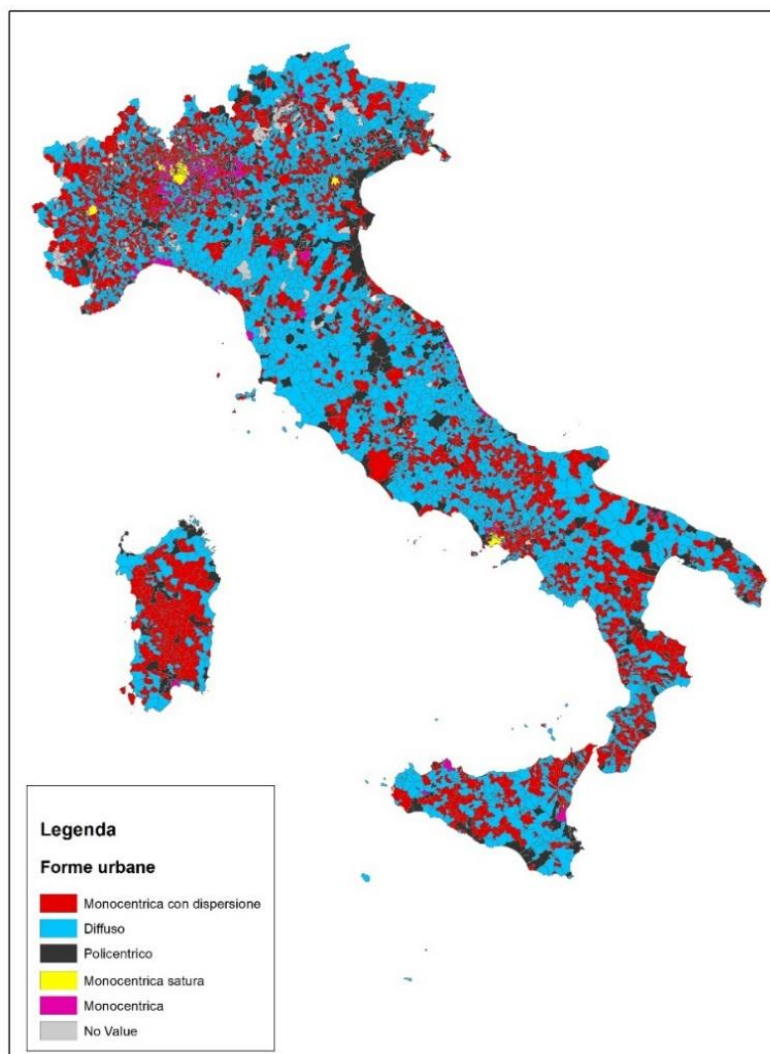 Legenda
Forme urbane
Monocentrica con dispersione
Diffuso
Policentrico
Monocentrica satura
Monocentrica
No Value